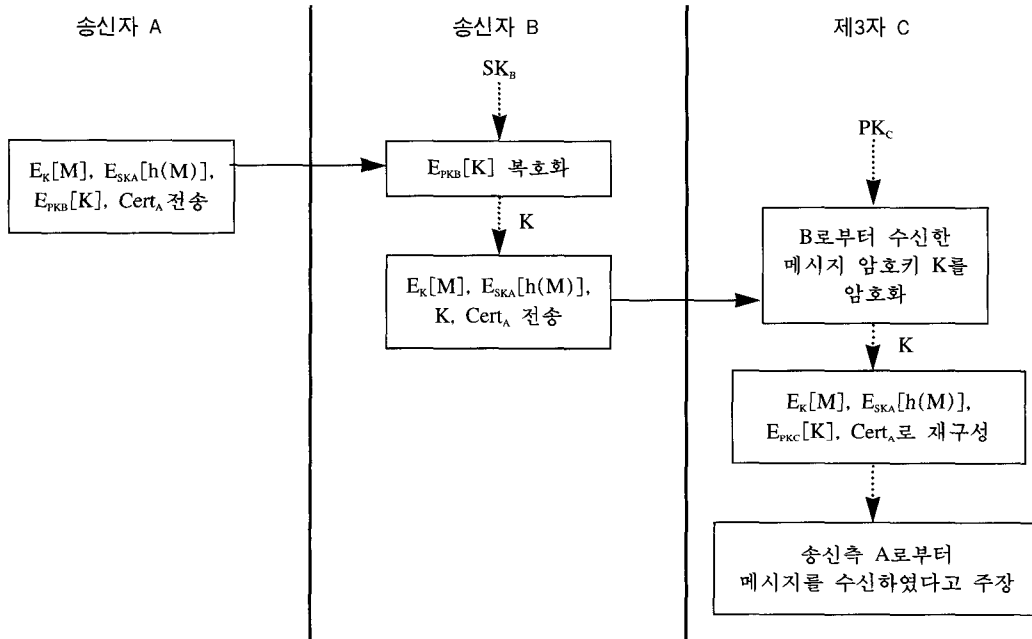 송신자 A
송신자 B
제3자 C
SK_B
PK_C
E_K[M], E_SKA[h(M)],
E_PKB[K], Cert_A 전송
E_PKB[K] 복호화
K
E_K[M], E_SKA[h(M)],
K, Cert_A 전송
B로부터 수신한
메시지 암호키 K를
암호화
K
E_K[M], E_SKA[h(M)],
E_PKC[K], Cert_A로 재구성
송신측 A로부터
메시지를 수신하였다고 주장